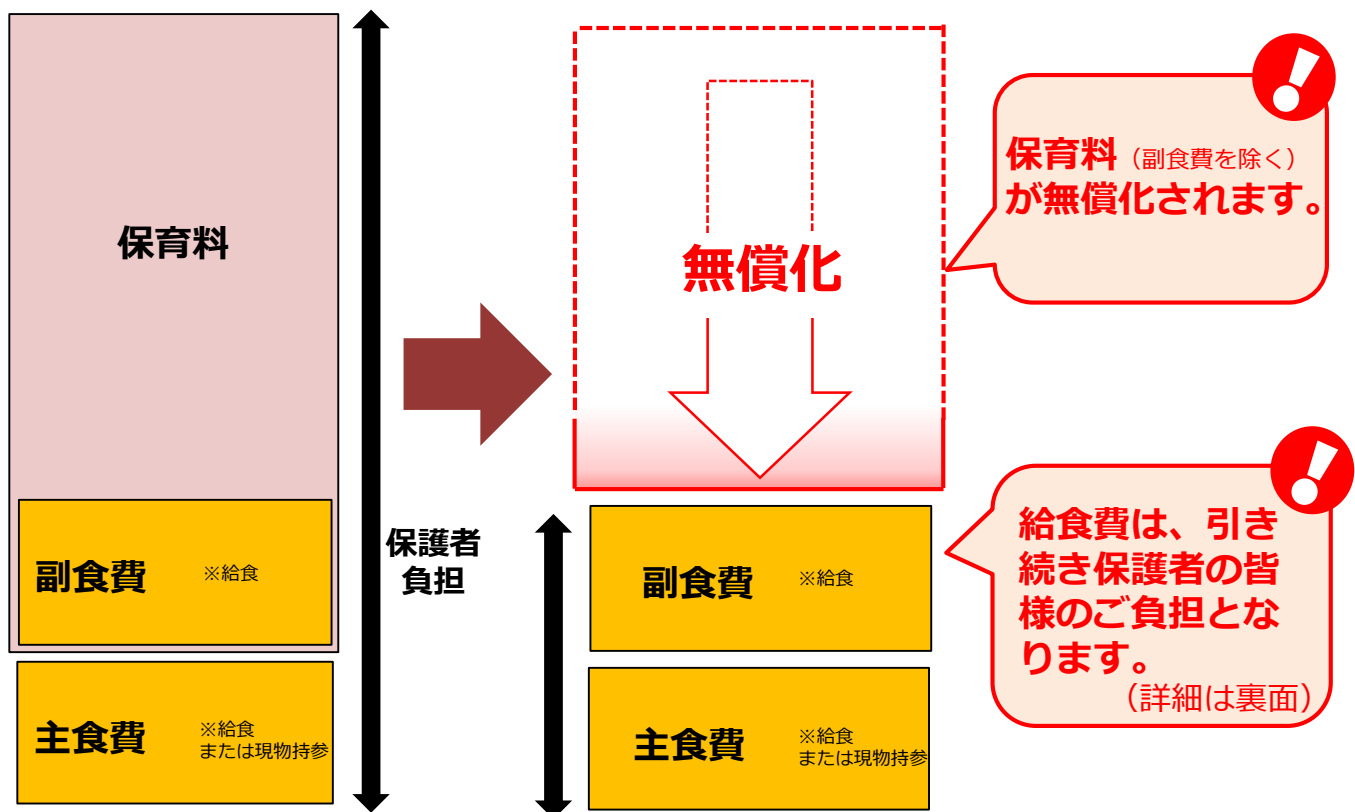 保育料
副食費 ※給食
主食費 ※給食
または現物持参
保護者
負担
無償化
副食費 ※給食
主食費 ※給食
または現物持参
保育料（副食費を除く）
が無償化されます。
給食費は、引き
続き保護者の皆
様のご負担とな
ります。
（詳細は裏面）